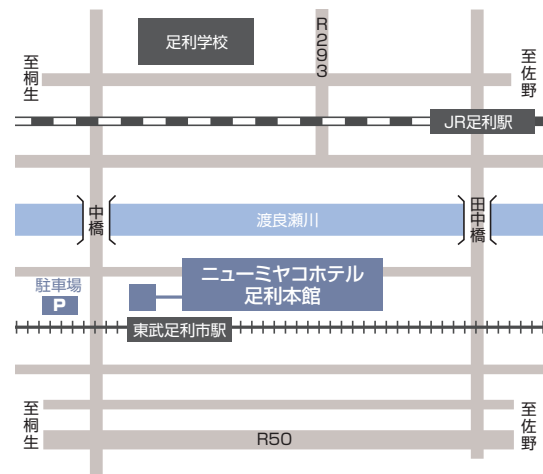 足利学校
R293
至桐生
至佐野
JR足利駅
中橋
渡良瀬川
田中橋
ニューミヤコホテル
足利本館
駐車場
P
東武足利市駅
至桐生
至佐野
R50